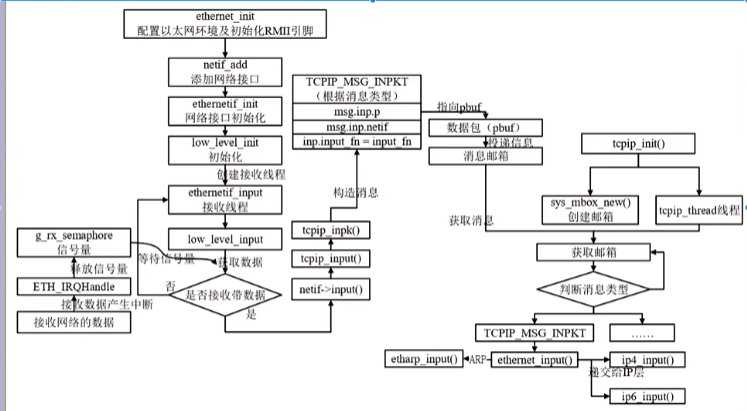 ethernet_init
配置以太网环境及初始化RMII引脚
netif_add
添加网络接口
ethernetif_init
网络接口初始化
low_level_init
初始化
创建接收线程
ethernetif_input
接收线程
low_level_input
获取数据
等待信号量
g_rx_semaphore
信号量
释放信号量
ETH_IRQHandle
接收数据产生中断
接收网络的数据
是否接收带数据
否
是
netif->input()
tcpip_input()
tcpip_inpk()
构造消息
TCPIP_MSG_INPKT
（根据消息类型）
msg.inp.p
msg.inp.netif
inp.input_fn = input_fn
指向pbuf
数据包（pbuf）
投递信息
消息邮箱
获取消息
tcpip_init()
sys_mbox_new()
创建邮箱
tcpip_thread线程
获取邮箱
判断消息类型
TCPIP_MSG_INPKT
……
etharp_input()
ARP
ethernet_input()
ip4_input()
递交给IP层
ip6_input()